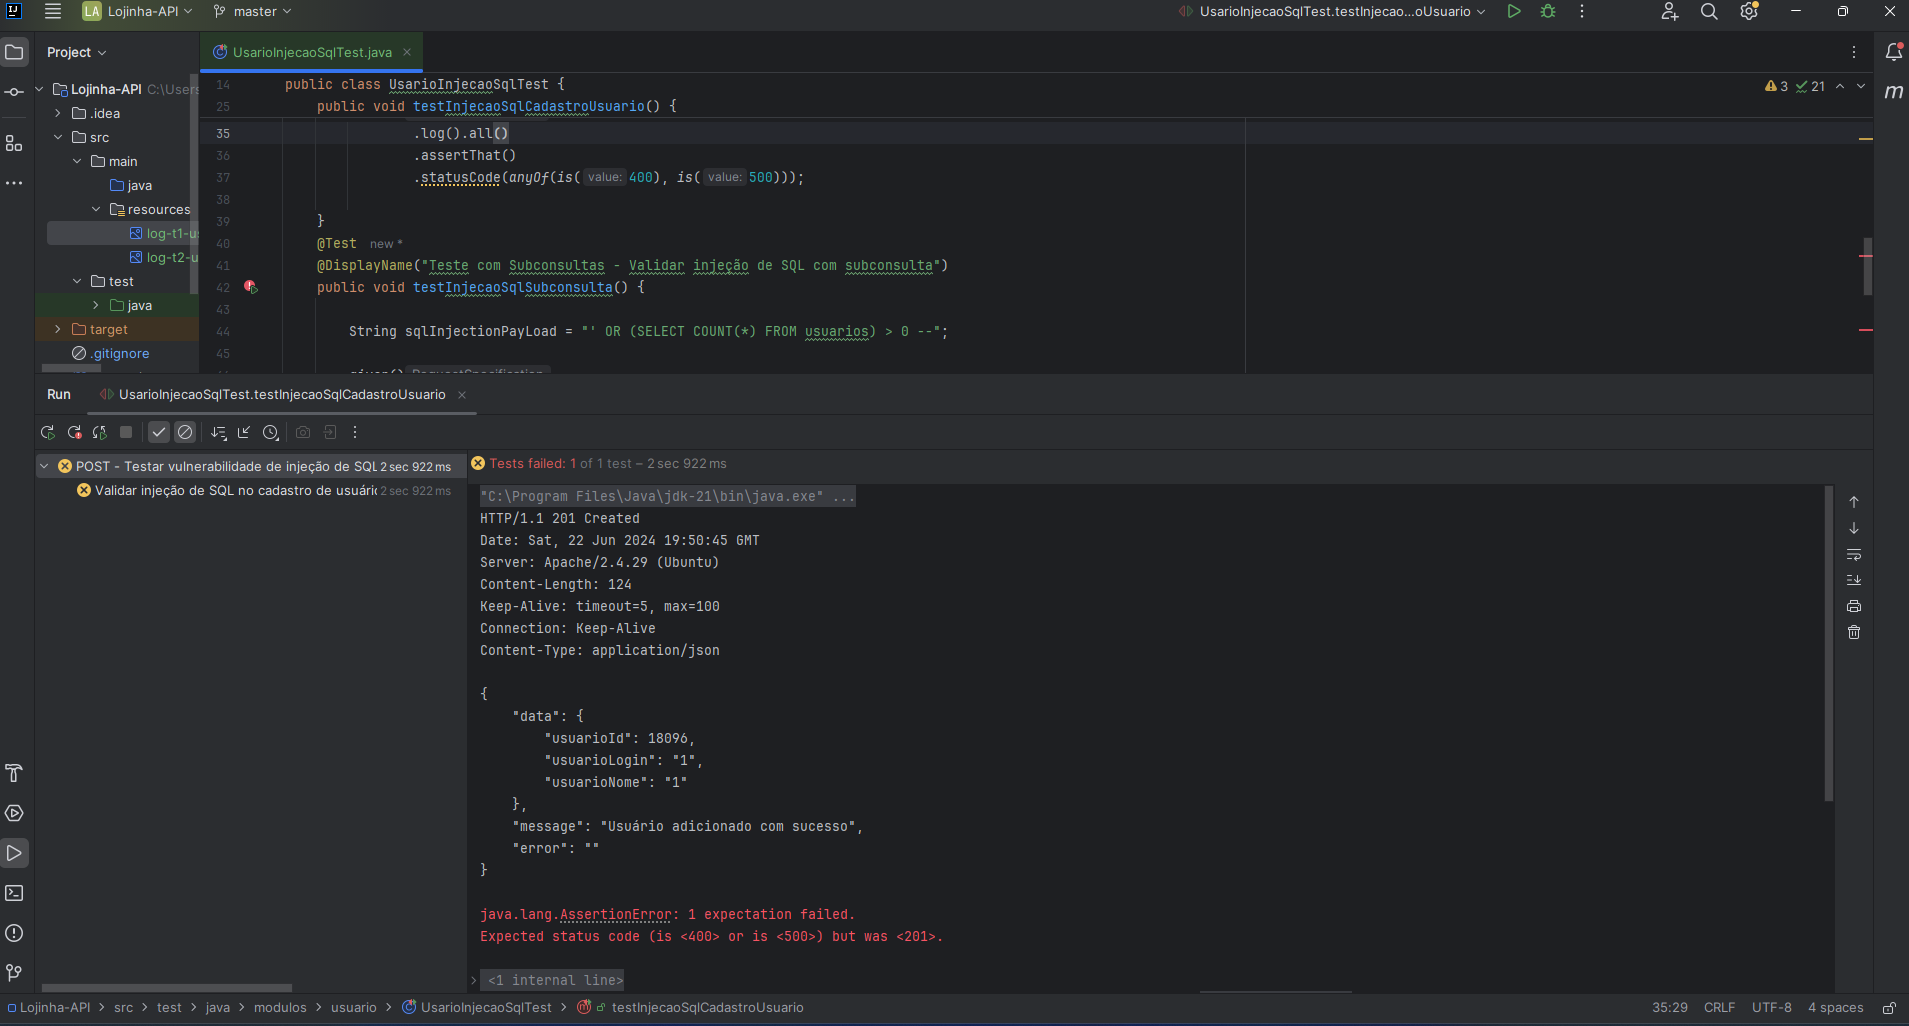 LA Lojinha-API master UsarioInjecaoSqlTest.testInjecao...oUsuario
Project
UsarioInjecaoSqlTest.java
Lojinha-API C:\Users
.idea
src
main
java
resources
log-t1-us
log-t2-u
test
java
target
.gitignore
14 public class UsarioInjecaoSqlTest {
25 public void testInjecaoSqlCadastroUsuario() {
3 21
35 .log().all()
36 .assertThat()
37 .statusCode(anyOf(is( value: 400), is( value: 500)));
38
39 }
40 @Test new *
41 @DisplayName("Teste com Subconsultas - Validar injeção de SQL com subconsulta")
42 public void testInjecaoSqlSubconsulta() {
43
44 String sqlInjectionPayLoad = "' OR (SELECT COUNT(*) FROM usuarios) > 0 --";
45
given() RequestSpecification
Run UsarioInjecaoSqlTest.testInjecaoSqlCadastroUsuario
POST - Testar vulnerabilidade de injeção de SQL 2 sec 922 ms
Validar injeção de SQL no cadastro de usuário 2 sec 922 ms
Tests failed: 1 of 1 test – 2 sec 922 ms
"C:\Program Files\Java\jdk-21\bin\java.exe" ...
HTTP/1.1 201 Created
Date: Sat, 22 Jun 2024 19:50:45 GMT
Server: Apache/2.4.29 (Ubuntu)
Content-Length: 124
Keep-Alive: timeout=5, max=100
Connection: Keep-Alive
Content-Type: application/json
{
"data": {
"usuarioId": 18096,
"usuarioLogin": "1",
"usuarioNome": "1"
},
"message": "Usuário adicionado com sucesso",
"error": ""
}
java.lang.AssertionError: 1 expectation failed.
Expected status code (is <400> or is <500>) but was <201>.
<1 internal line>
Lojinha-API > src > test > java > modulos > usuario > UsarioInjecaoSqlTest > testInjecaoSqlCadastroUsuario
35:29 CRLF UTF-8 4 spaces